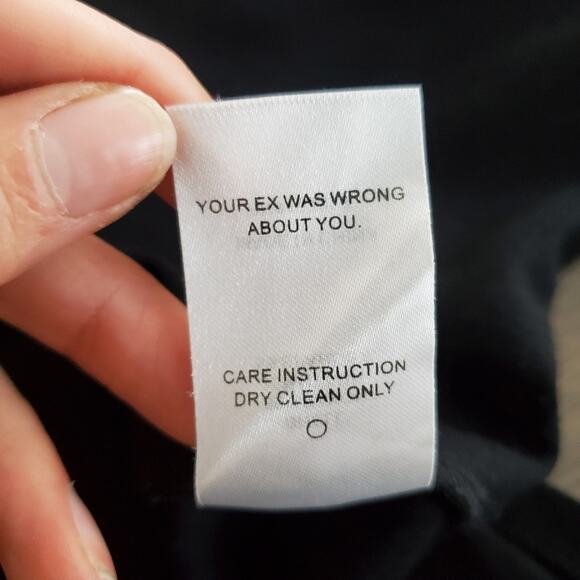 YOUR EX WAS WRONG
ABOUT YOU.
CARE INSTRUCTION
DRY CLEAN ONLY